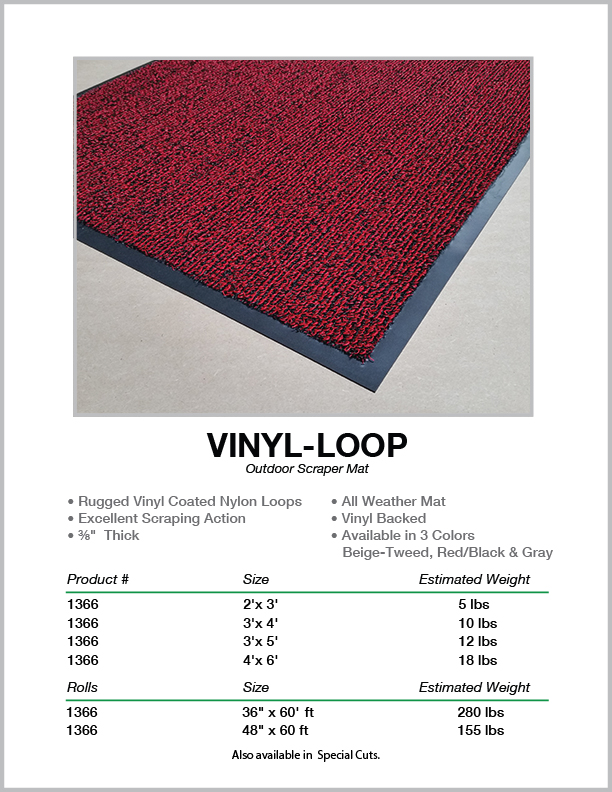 VINYL-LOOP
Outdoor Scraper Mat
• Rugged Vinyl Coated Nylon Loops
• Excellent Scraping Action
• ⅜" Thick
• All Weather Mat
• Vinyl Backed
• Available in 3 Colors
Beige-Tweed, Red/Black & Gray
Product # Size Estimated Weight
1366 2'x 3' 5 lbs
1366 3'x 4' 10 lbs
1366 3'x 5' 12 lbs
1366 4'x 6' 18 lbs
Rolls Size Estimated Weight
1366 36" x 60' ft 280 lbs
1366 48" x 60 ft 155 lbs
Also available in Special Cuts.